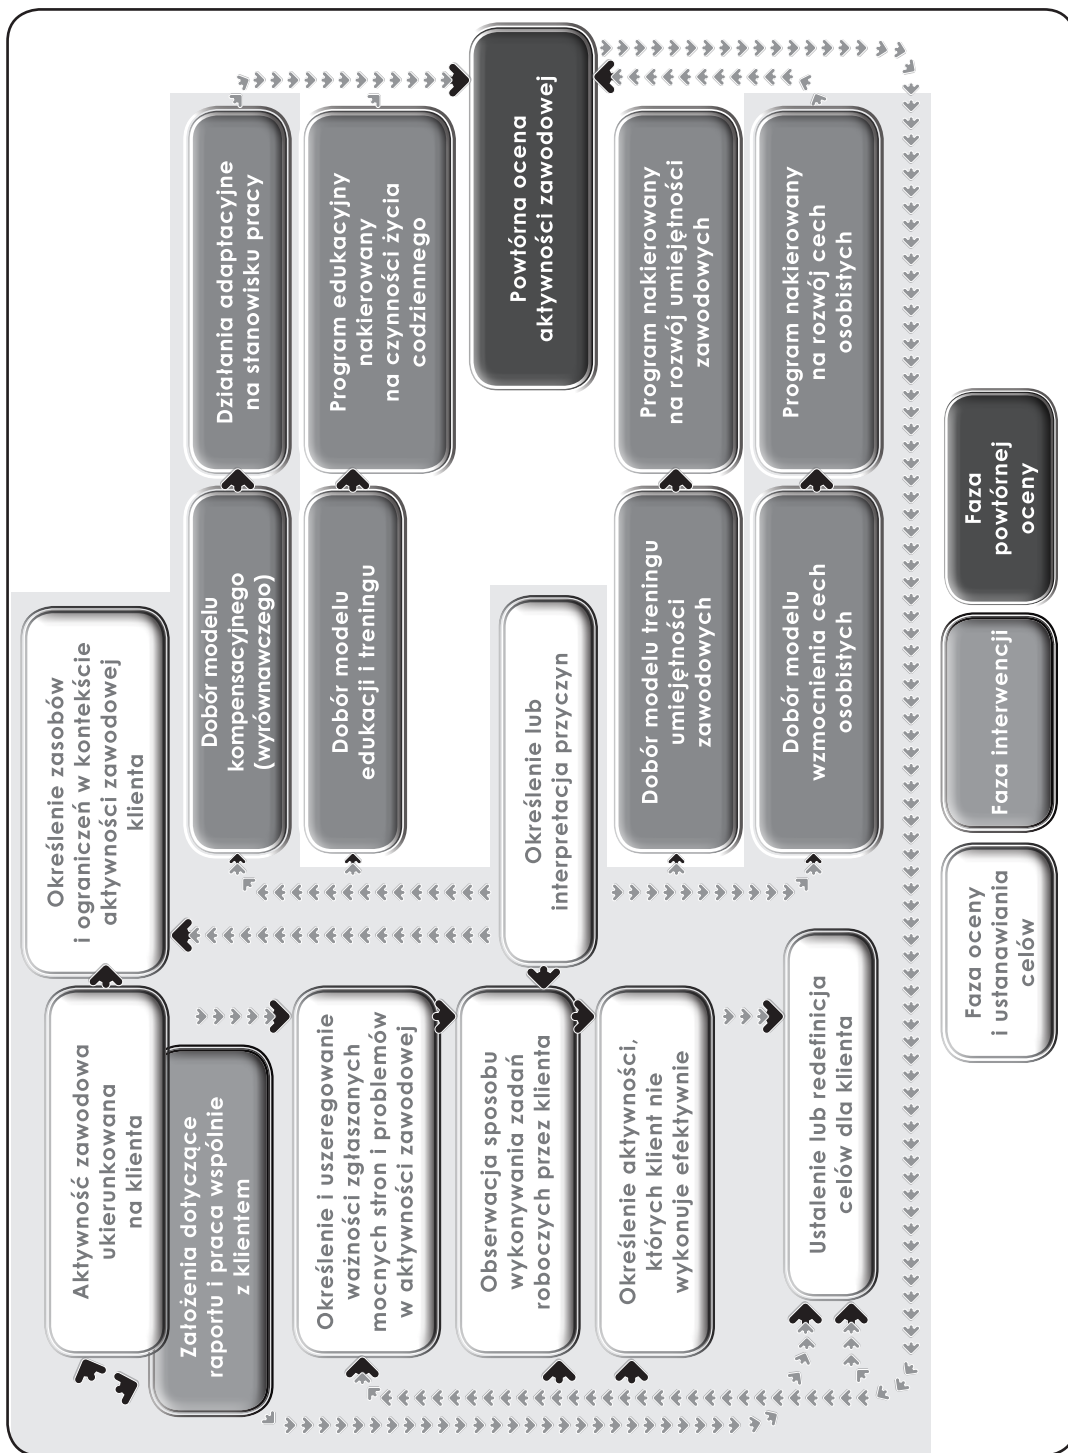 Aktywność zawodowa
ukierunkowana
na klienta
Założenia dotyczące
raportu i praca wspólnie
z klientem
Określenie zasobów
i ograniczeń w kontekście
aktywności zawodowej
klienta
Określenie i uszeregowanie
ważności zgłaszanych
mocnych stron i problemów
w aktywności zawodowej
Obserwacja sposobu
wykonywania zadań
roboczych przez klienta
Określenie aktywności,
których klient nie
wykonuje efektywnie
Ustalenie lub redefinicja
celów dla klienta
Określenie lub
interpretacja przyczyn
Dobór modelu
kompensacyjnego
(wyrównawczego)
Dobór modelu
edukacji i treningu
Dobór modelu treningu
umiejętności
zawodowych
Dobór modelu
wzmocnienia cech
osobistych
Działania adaptacyjne
na stanowisku pracy
Program edukacyjny
nakierowany
na czynności życia
codziennego
Powtórna ocena
aktywności zawodowej
Program nakierowany
na rozwój umiejętności
zawodowych
Program nakierowany
na rozwój cech
osobistych
Faza oceny
i ustanawiania
celów
Faza interwencji
Faza
powtórnej
oceny